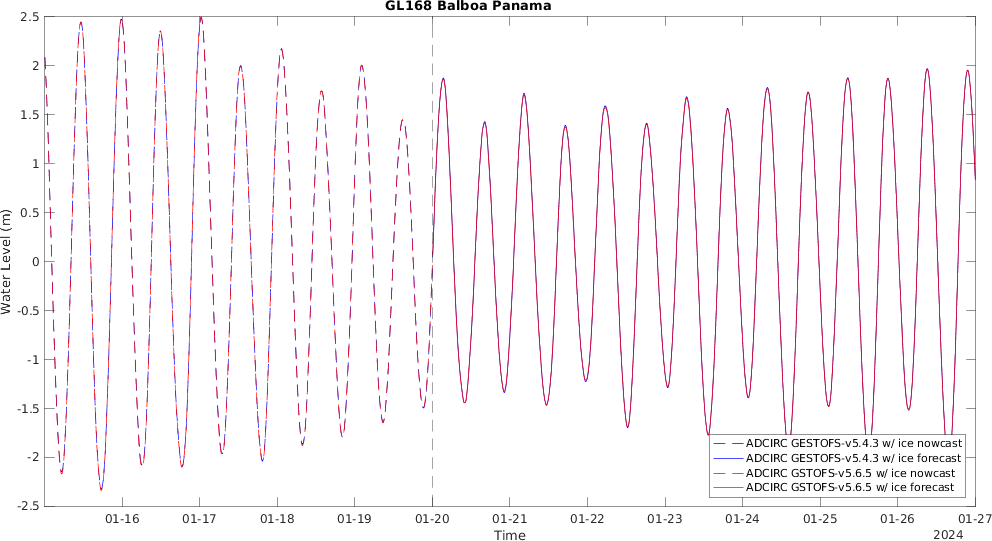 GL168 Balboa Panama
2.5
2
1.5
1
0.5
0
-0.5
-1
-1.5
-2
-2.5
Water Level (m)
ADCIRC GESTOFS-v5.4.3 w/ ice nowcast
ADCIRC GESTOFS-v5.4.3 w/ ice forecast
ADCIRC GSTOFS-v5.6.5 w/ ice nowcast
ADCIRC GSTOFS-v5.6.5 w/ ice forecast
01-16 01-17 01-18 01-19 01-20 01-21 01-22 01-23 01-24 01-25 01-26 01-27
Time
2024